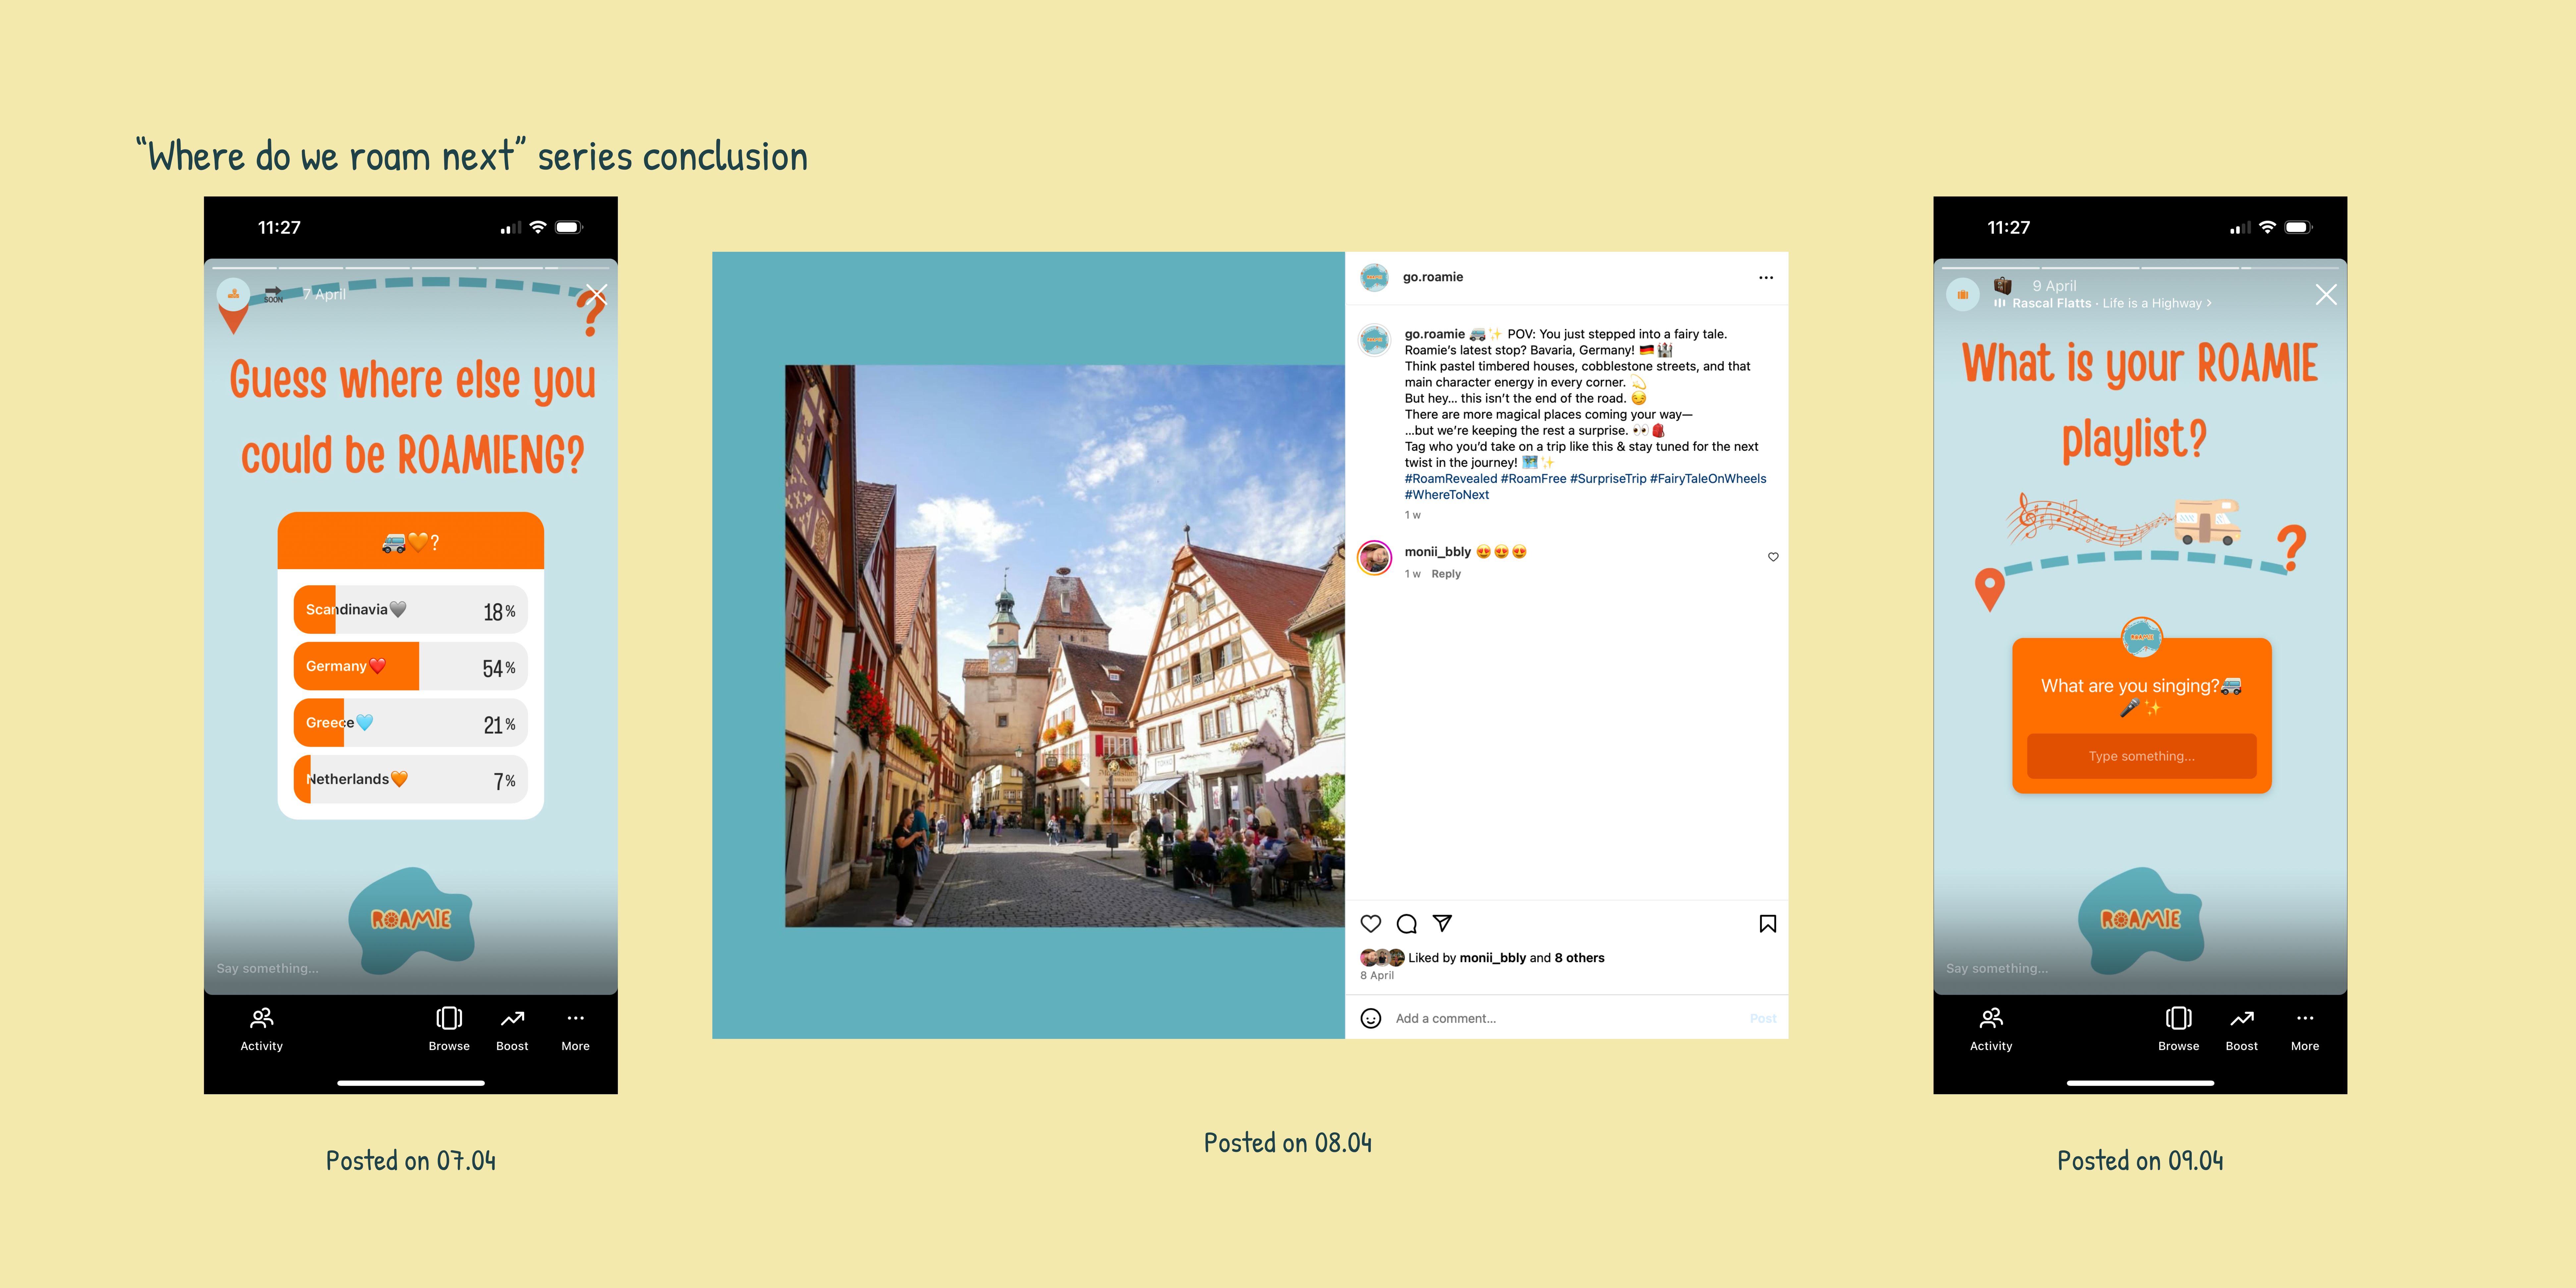 “Where do we roam next” series conclusion
11:27
SOON
7 April
?
Guess where else you
could be ROAMIENG?
🚐🧡?
Scandinavia🩶 18%
Germany❤️ 54%
Greece🩵 21%
Netherlands🧡 7%
ROAMIE
Say something...
Activity
Browse
Boost
More
Posted on 07.04
go.roamie
go.roamie 🚐✨ POV: You just stepped into a fairy tale.
Roamie's latest stop? Bavaria, Germany! 🇩🇪🏰
Think pastel timbered houses, cobblestone streets, and that
main character energy in every corner. 💫
But hey... this isn't the end of the road. 😏
There are more magical places coming your way—
...but we're keeping the rest a surprise. 👀🎒
Tag who you'd take on a trip like this & stay tuned for the next
twist in the journey! 🗺️✨
#RoamRevealed #RoamFree #SurpriseTrip #FairyTaleOnWheels
#WhereToNext
1 w
monii_bbly 😍😍😍
1 w Reply
Liked by monii_bbly and 8 others
8 April
Add a comment...
Post
Posted on 08.04
11:27
9 April
Rascal Flatts · Life is a Highway >
What is your ROAMIE
playlist?
?
ROAMIE
What are you singing?🚐
🎤✨
Type something...
ROAMIE
Say something...
Activity
Browse
Boost
More
Posted on 09.04